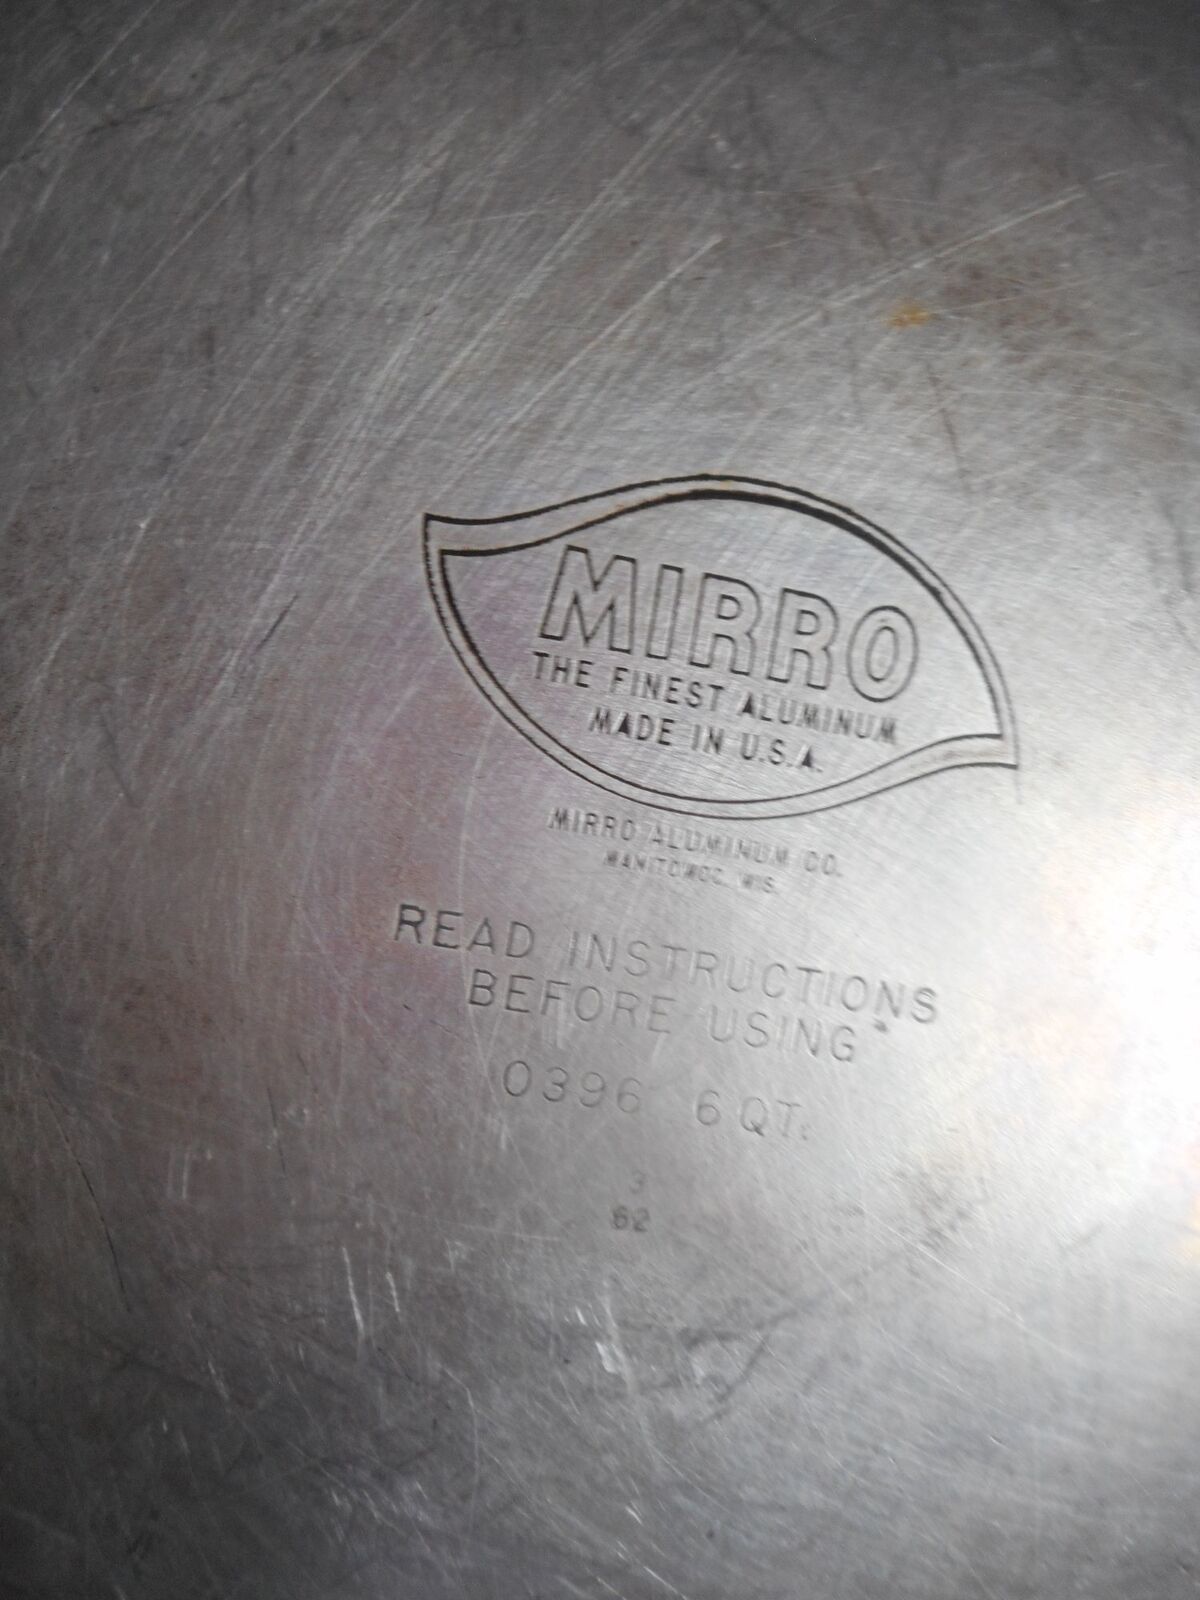 MIRRO
THE FINEST ALUMINUM
MADE IN U.S.A.
MIRRO ALUMINUM CO.
MANITOWOC, WIS.
READ INSTRUCTIONS
BEFORE USING
0396 6 QT.
3
62